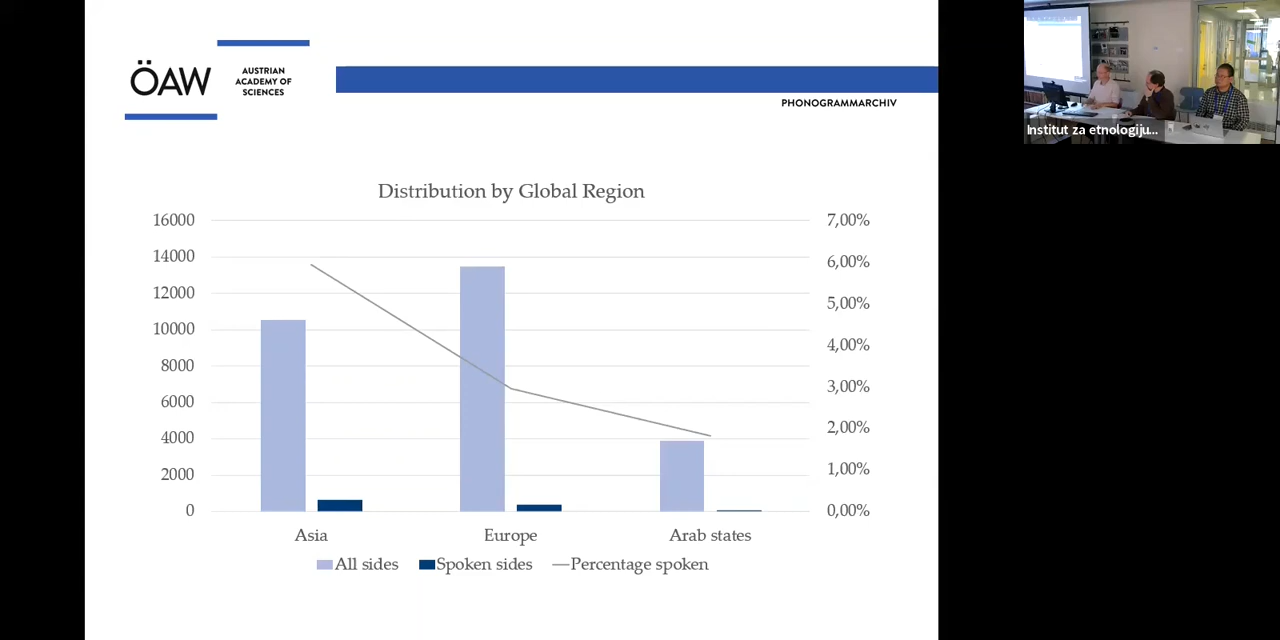 ÖAW
AUSTRIAN
ACADEMY OF
SCIENCES
PHONOGRAMMARCHIV
Distribution by Global Region
16000
14000
12000
10000
8000
6000
4000
2000
0
7,00%
6,00%
5,00%
4,00%
3,00%
2,00%
1,00%
0,00%
Asia
Europe
Arab states
All sides
Spoken sides
Percentage spoken
Institut za etnologiju...